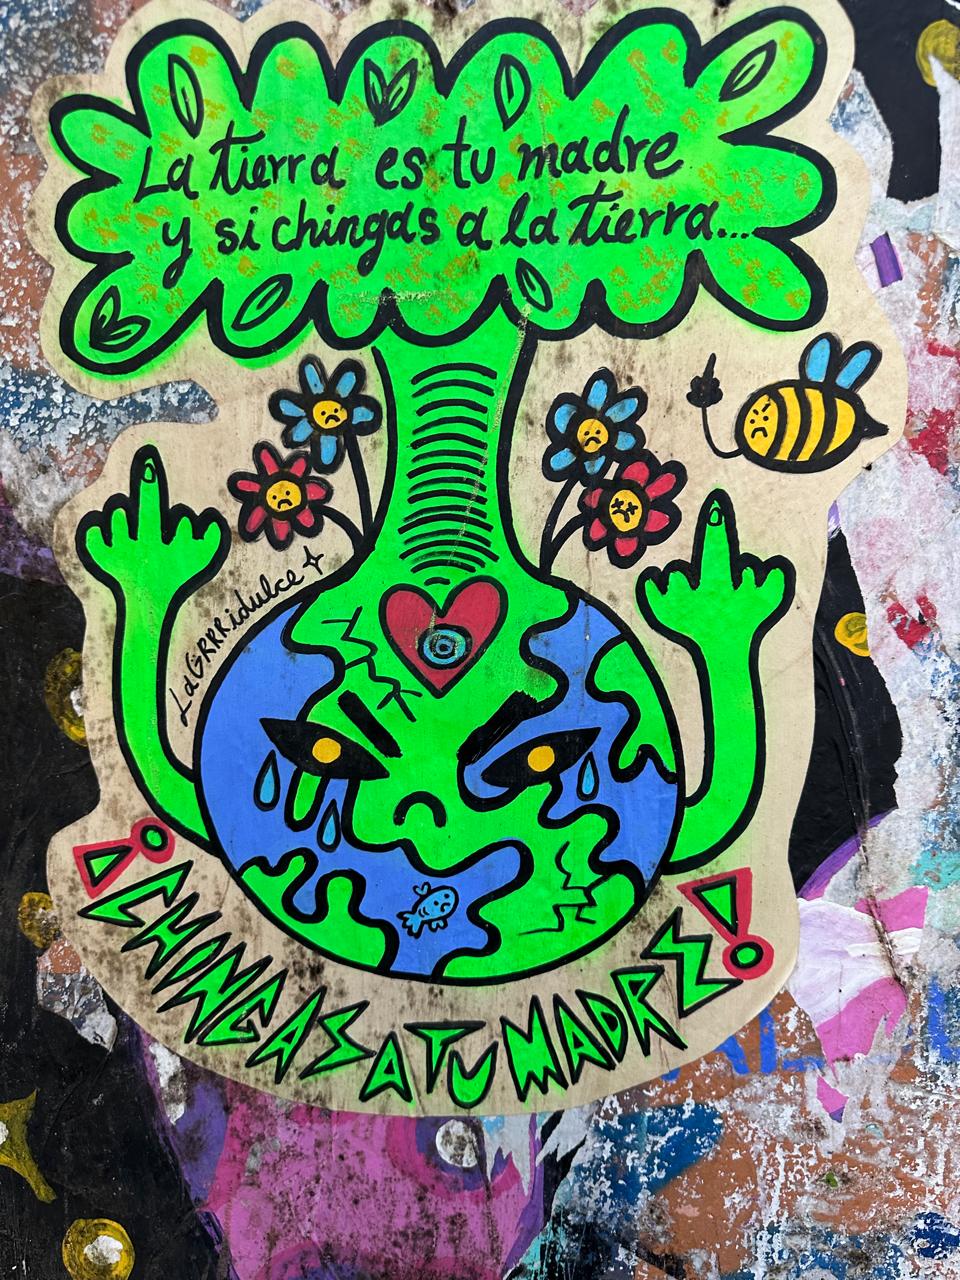 La tierra es tu madre
y si chingas a la tierra...
LaGRRRidulce
¡CHINGAS A TU MADRE!